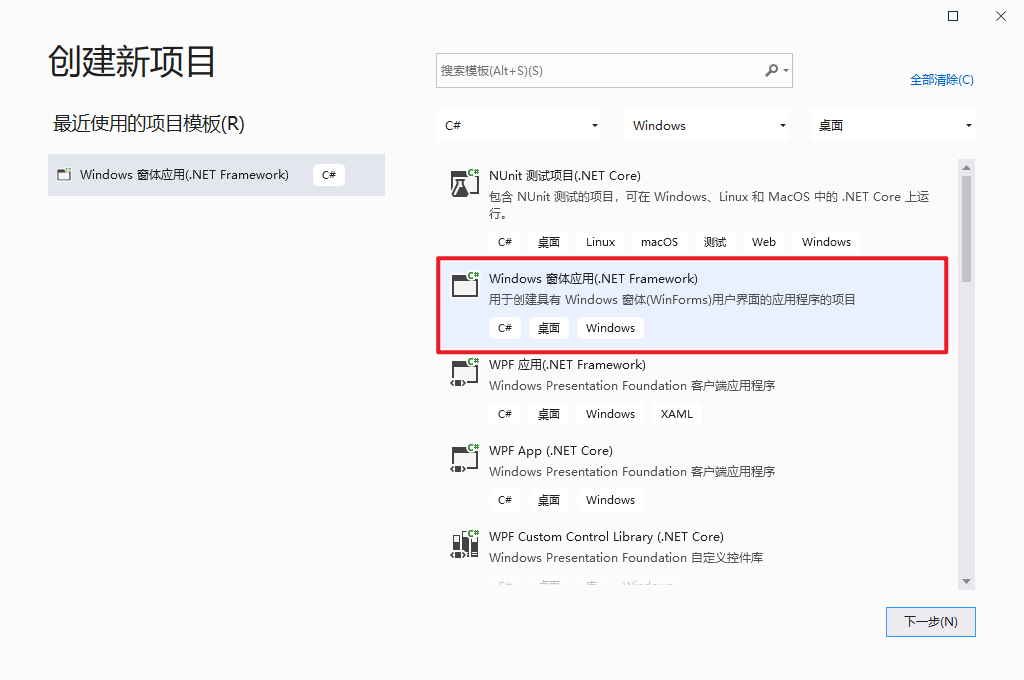 创建新项目
最近使用的项目模板(R)
Windows 窗体应用(.NET Framework) C#
搜索模板(Alt+S)(S)
全部清除(C)
C# Windows 桌面
C#
NUnit 测试项目(.NET Core)
包含 NUnit 测试的项目，可在 Windows、Linux 和 MacOS 中的 .NET Core 上运
行。
C# 桌面 Linux macOS 测试 Web Windows
C#
Windows 窗体应用(.NET Framework)
用于创建具有 Windows 窗体(WinForms)用户界面的应用程序的项目
C# 桌面 Windows
C#
WPF 应用(.NET Framework)
Windows Presentation Foundation 客户端应用程序
C# 桌面 Windows XAML
C#
WPF App (.NET Core)
Windows Presentation Foundation 客户端应用程序
C# 桌面 Windows
C#
WPF Custom Control Library (.NET Core)
Windows Presentation Foundation 自定义控件库
C# 桌面 库 Windows
下一步(N)